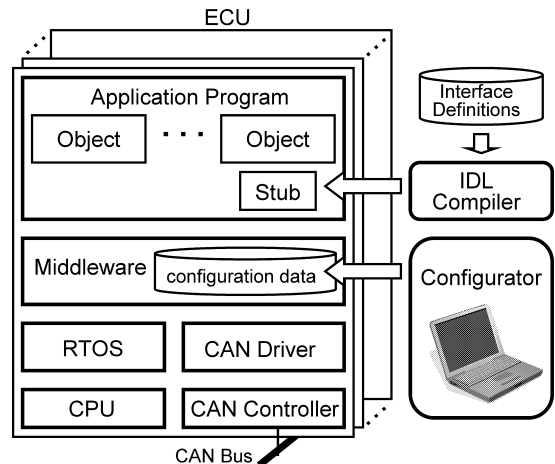 ECU
Application Program
Object
. . .
Object
Stub
Interface
Definitions
IDL
Compiler
Middleware
configuration data
Configurator
RTOS
CAN Driver
CPU
CAN Controller
CAN Bus